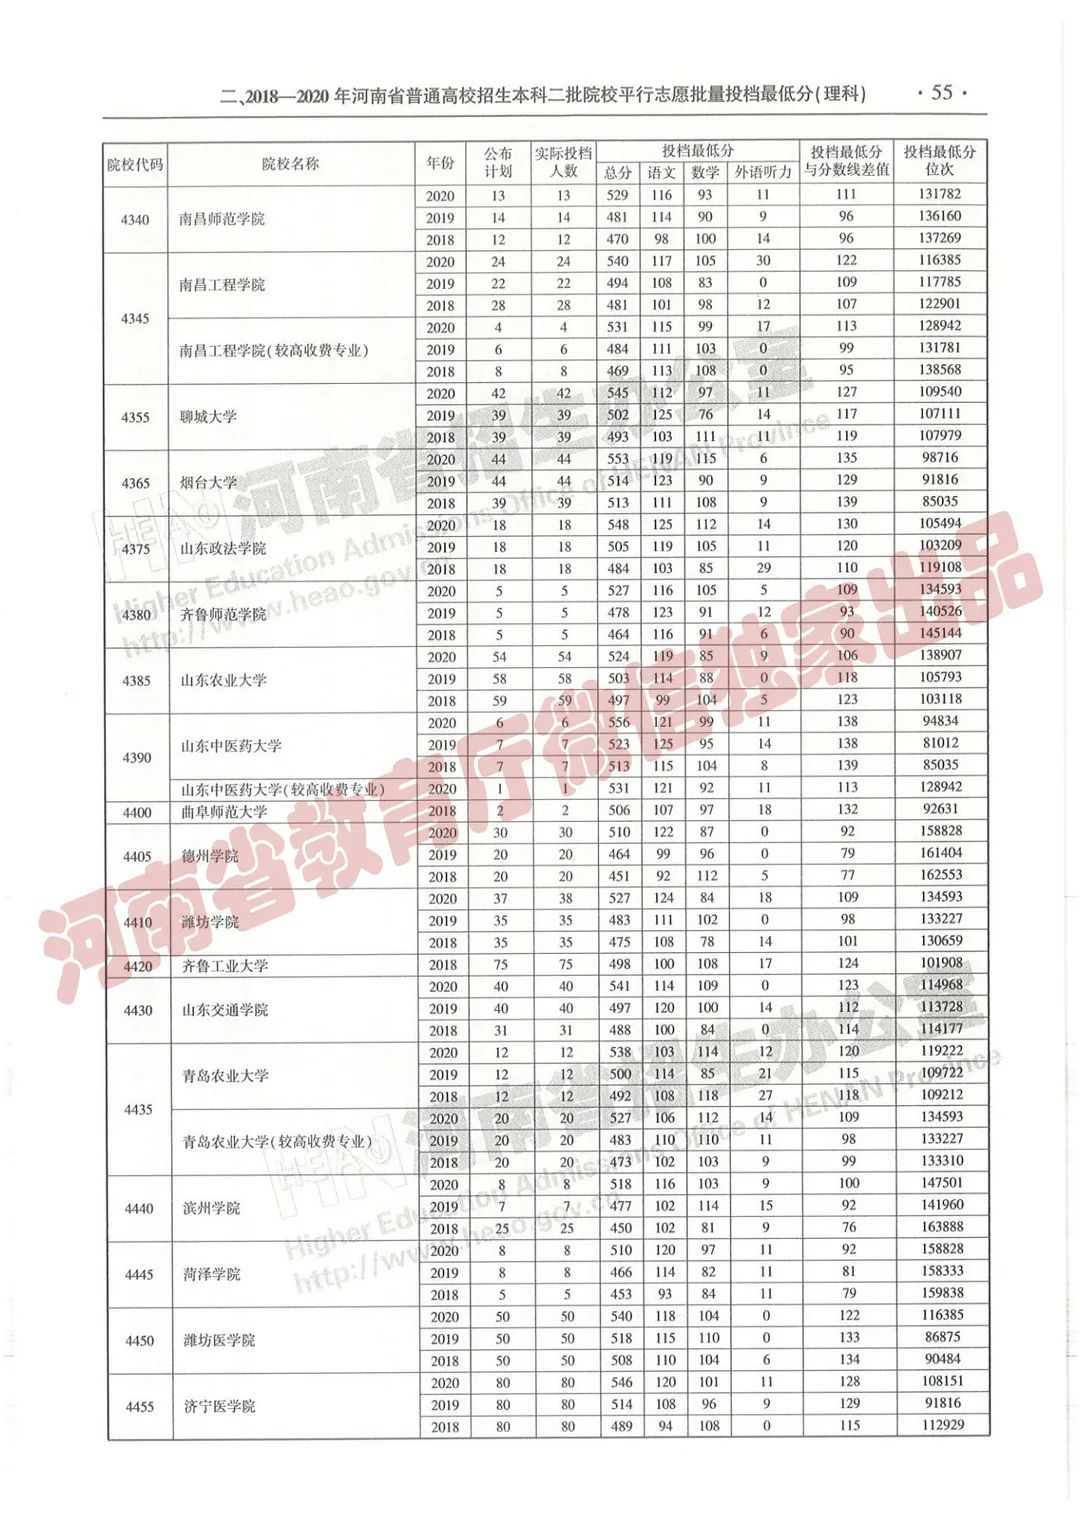 二、2018—2020年河南省普通高校招生本科二批院校平行志愿批量投档最低分(理科) · 55 ·
院校代码 院校名称 年份 公布计划 实际投档人数 投档最低分 投档最低分与分数线差值 投档最低分位次
总分 语文 数学 外语听力
4340 南昌师范学院 2020 13 13 529 116 93 11 111 131782
2019 14 14 481 114 90 9 96 136160
2018 12 12 470 98 100 14 96 137269
4345 南昌工程学院 2020 24 24 540 117 105 30 122 116385
2019 22 22 494 108 83 0 109 117785
2018 28 28 481 101 98 12 107 122901
南昌工程学院(较高收费专业) 2020 4 4 531 115 99 17 113 128942
2019 6 6 484 111 103 0 99 131781
2018 8 8 469 113 108 0 95 138568
4355 聊城大学 2020 42 42 545 112 97 11 127 109540
2019 39 39 502 125 76 14 117 107111
2018 39 39 493 103 111 11 119 107979
4365 烟台大学 2020 44 44 553 119 115 6 135 98716
2019 44 44 514 123 90 9 129 91816
2018 39 39 513 111 108 9 139 85035
4375 山东政法学院 2020 18 18 548 125 112 14 130 105494
2019 18 18 505 119 105 11 120 103209
2018 18 18 484 103 85 29 110 119108
4380 齐鲁师范学院 2020 5 5 527 116 105 5 109 134593
2019 5 5 478 123 91 12 93 140526
2018 5 5 464 116 91 6 90 145144
4385 山东农业大学 2020 54 54 524 119 85 9 106 138907
2019 58 58 503 114 88 0 118 105793
2018 59 59 497 99 104 5 123 103118
4390 山东中医药大学 2020 6 6 556 121 99 11 138 94834
2019 7 7 523 125 95 14 138 81012
2018 7 7 513 115 104 8 139 85035
山东中医药大学(较高收费专业) 2020 1 1 531 121 92 11 113 128942
4400 曲阜师范大学 2018 2 2 506 107 97 18 132 92631
4405 德州学院 2020 30 30 510 122 87 0 92 158828
2019 20 20 464 99 96 0 79 161404
2018 20 20 451 92 112 5 77 162553
4410 潍坊学院 2020 37 38 527 124 84 18 109 134593
2019 35 35 483 111 102 0 98 133227
2018 35 35 475 108 78 14 101 130659
4420 齐鲁工业大学 2018 75 75 498 100 108 17 124 101908
4430 山东交通学院 2020 40 40 541 114 109 0 123 114968
2019 40 40 497 120 100 14 112 113728
2018 31 31 488 100 84 0 114 114177
4435 青岛农业大学 2020 12 12 538 103 114 12 120 119222
2019 12 12 500 114 85 21 115 109722
2018 12 12 492 108 118 27 118 109212
青岛农业大学(较高收费专业) 2020 20 20 527 106 112 14 109 134593
2019 20 20 483 110 110 11 98 133227
2018 20 20 473 102 103 9 99 133310
4440 滨州学院 2020 8 8 518 116 103 9 100 147501
2019 7 7 477 102 114 15 92 141960
2018 25 25 450 102 81 9 76 163888
4445 菏泽学院 2020 8 8 510 120 97 11 92 158828
2019 8 8 466 114 82 11 81 158333
2018 5 5 453 93 84 11 79 159838
4450 潍坊医学院 2020 50 50 540 118 104 0 122 116385
2019 50 50 518 115 110 0 133 86875
2018 50 50 508 110 104 6 134 90484
4455 济宁医学院 2020 80 80 546 120 101 11 128 108151
2019 80 80 514 108 96 9 129 91816
2018 80 80 489 94 108 0 115 112929
HEAO 河南省招生办公室
Higher Education Admissions Office of HENAN Province
http://www.heao.gov.cn
河南省教育厅微信独家出品
HEAO 河南省招生办公室
Higher Education Admissions Office of HENAN Province
http://www.heao.gov.cn